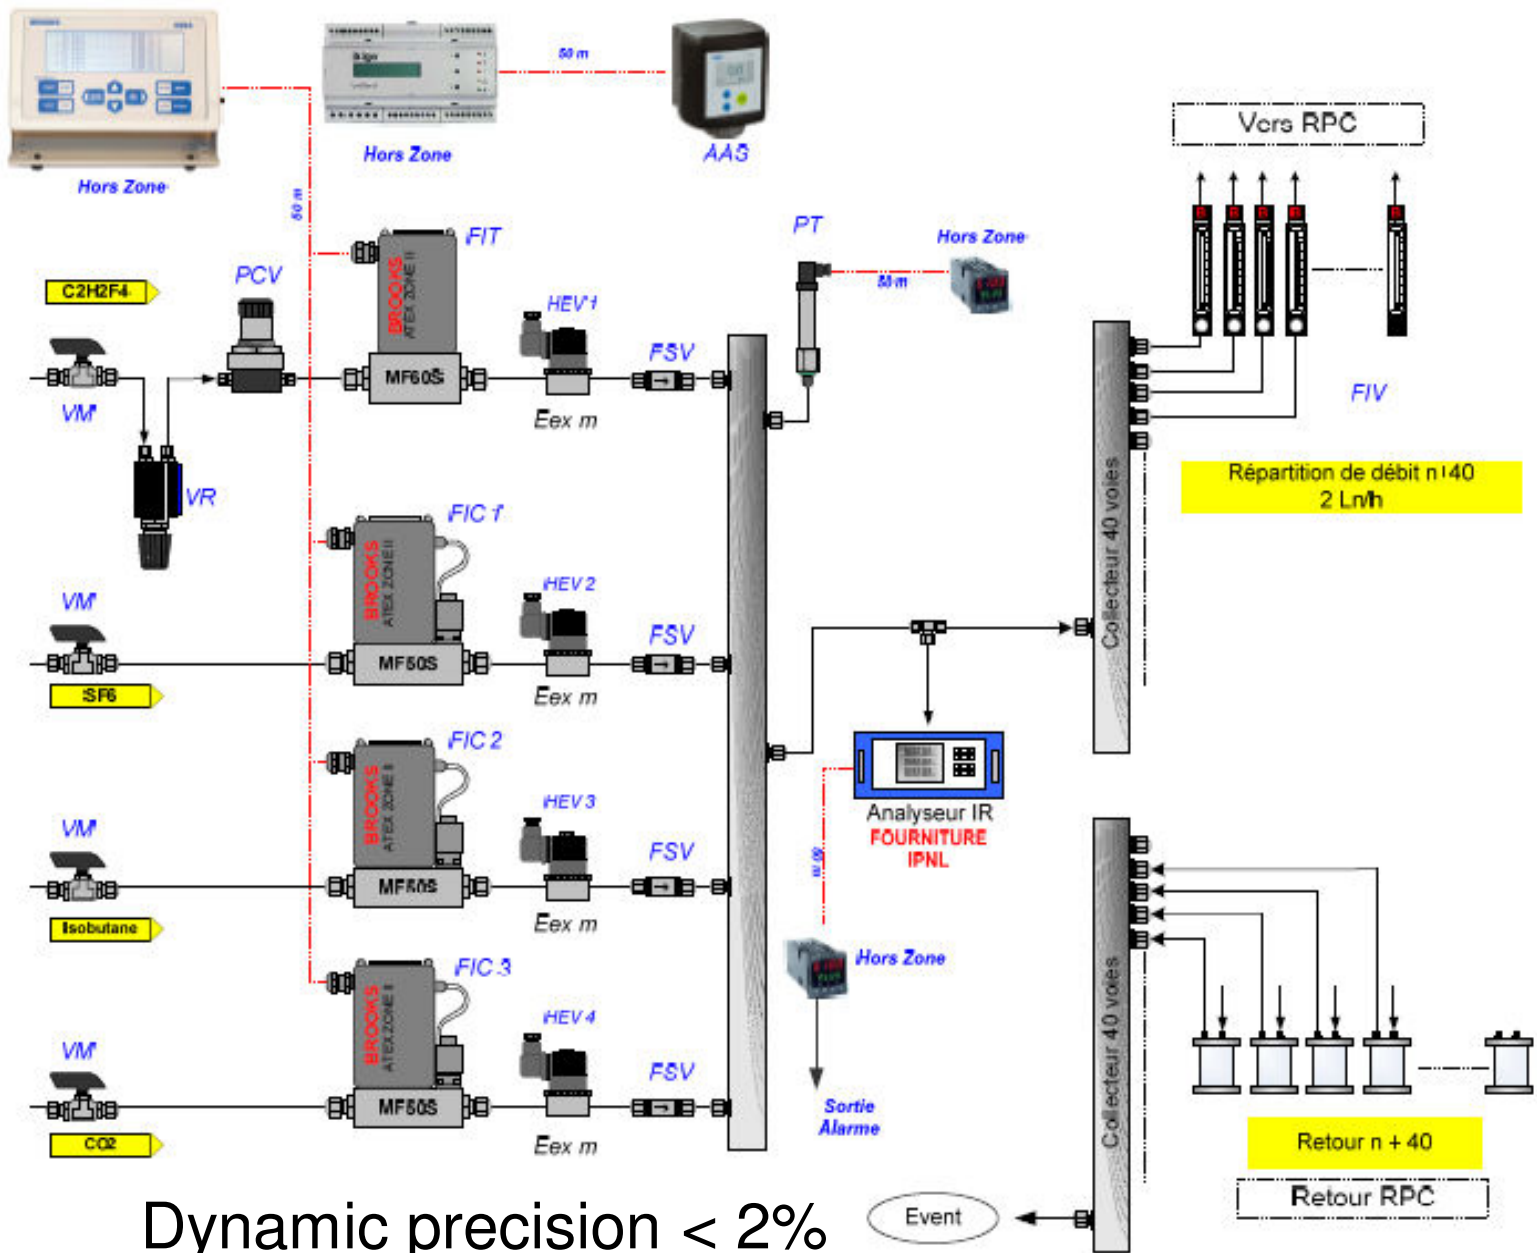 50 m
Hors Zone
AAS
Hors Zone
50 m
Vers RPC
PT
Hors Zone
50 m
FIT
PCV
C2H2F4
BROOKS
ATEX ZONE II
HEV 1
FSV
MF60S
VM
Eex m
FIV
Répartition de débit n+40
2 Ln/h
VR
FIC 1
BROOKS
ATEX ZONE II
HEV 2
VM
FSV
MF50S
SF6
Eex m
Collecteur 40 voies
FIC 2
BROOKS
ATEX ZONE II
HEV 3
VM
FSV
MF50S
Isobutane
Eex m
Analyseur IR
FOURNITURE
IPNL
50 m
Hors Zone
FIC 3
BROOKS
ATEX ZONE II
HEV 4
VM
FSV
MF50S
CO2
Eex m
Sortie
Alarme
Collecteur 40 voies
Retour n + 40
Retour RPC
Event
Dynamic precision < 2%